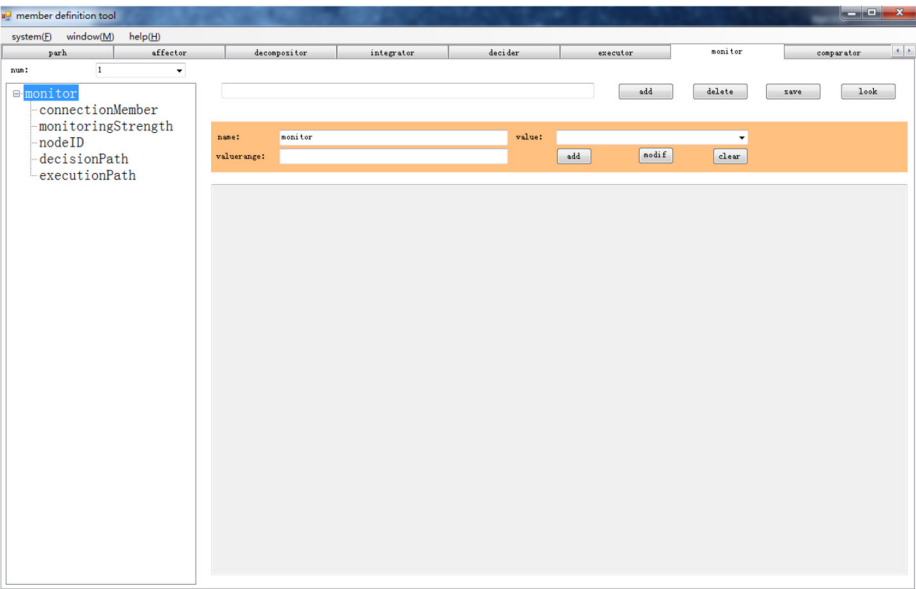 member definition tool
system(F) window(M) help(H)
parh affector decompositor integrator decider executor monitor comparator
num: 1
monitor
connectionMember
monitoringStrength
nodeID
decisionPath
executionPath
add delete save look
name: monitor value:
valuerange: add modif clear